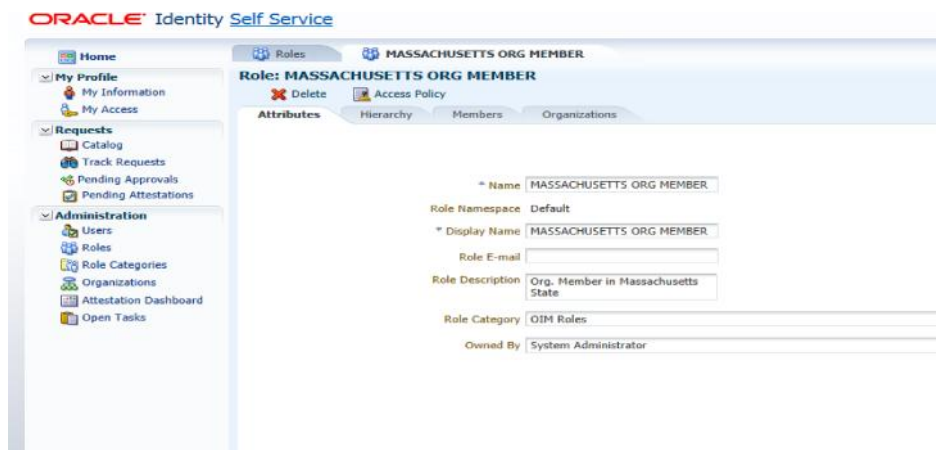 ORACLE Identity Self Service
Home
My Profile
My Information
My Access
Requests
Catalog
Track Requests
Pending Approvals
Pending Attestations
Administration
Users
Roles
Role Categories
Organizations
Attestation Dashboard
Open Tasks
Roles MASSACHUSETTS ORG MEMBER
Role: MASSACHUSETTS ORG MEMBER
Delete Access Policy
Attributes Hierarchy Members Organizations
* Name MASSACHUSETTS ORG MEMBER
Role Namespace Default
* Display Name MASSACHUSETTS ORG MEMBER
Role E-mail
Role Description Org. Member in Massachusetts
State
Role Category OIM Roles
Owned By System Administrator